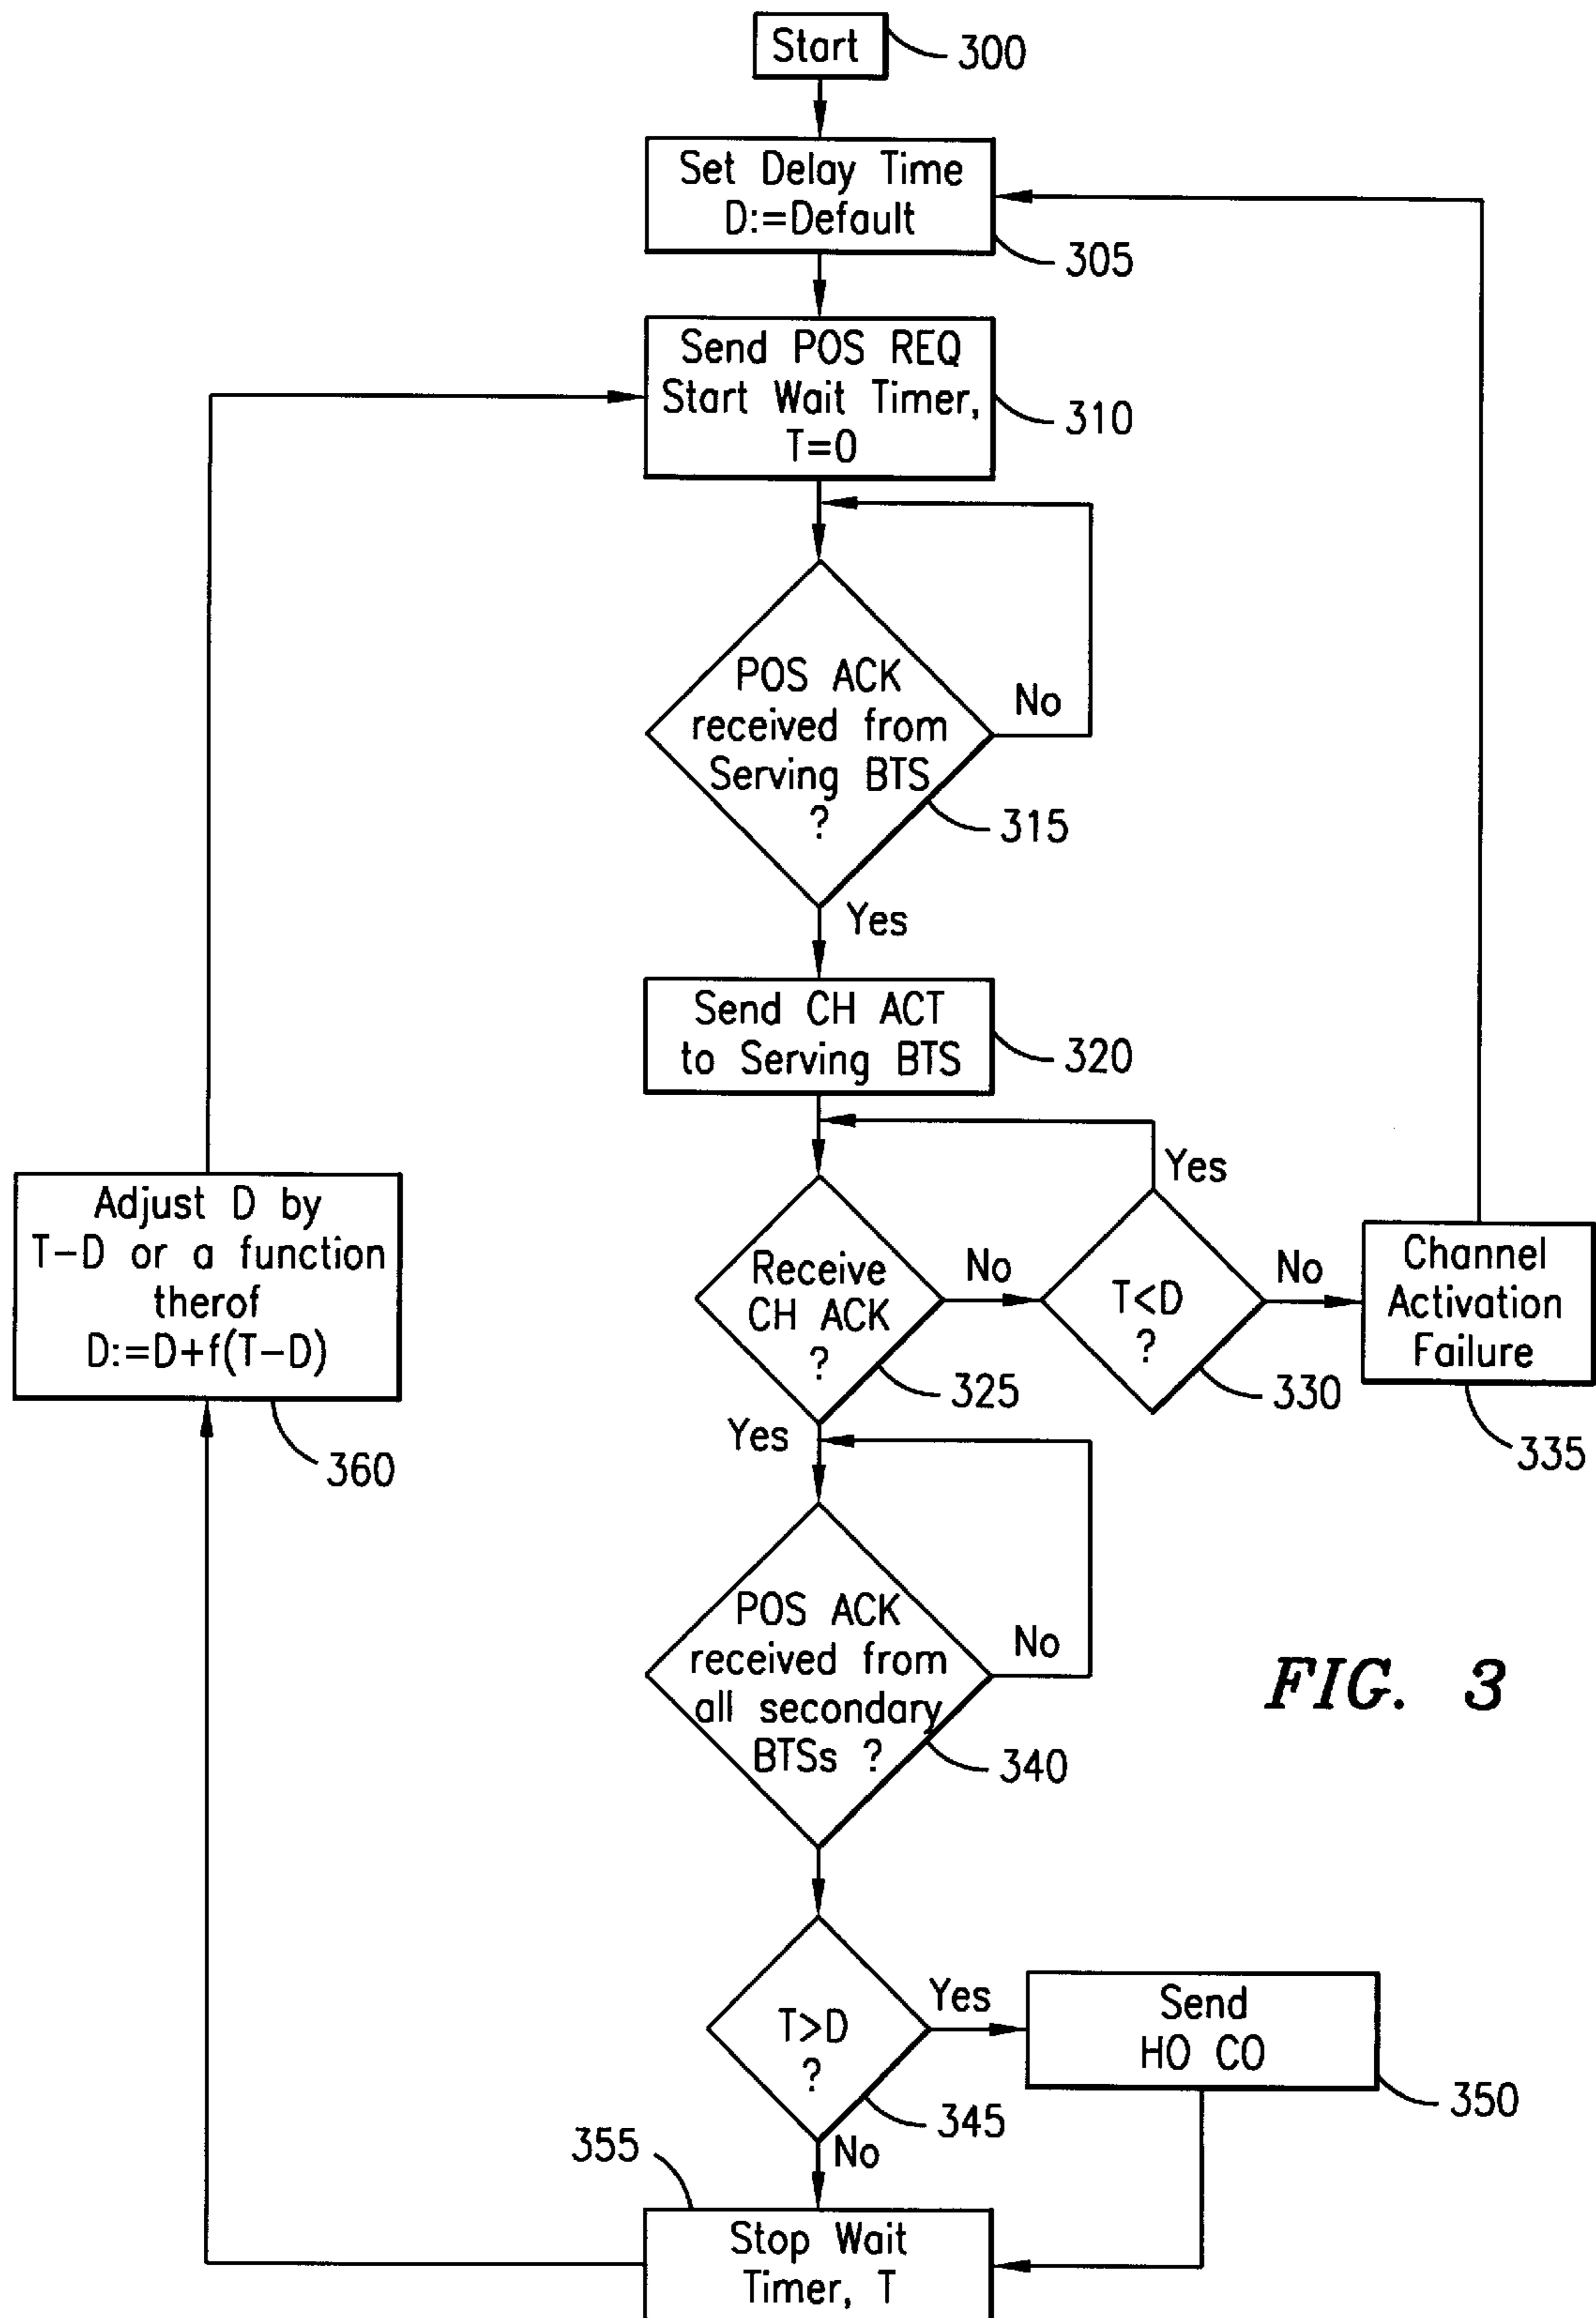 Start
300
Set Delay Time
D:=Default
305
Send POS REQ
Start Wait Timer,
T=0
310
POS ACK
received from
Serving BTS
?
No
315
Yes
Send CH ACT
to Serving BTS
320
Yes
Adjust D by
T-D or a function
therof
D:=D+f(T-D)
360
Receive
CH ACK
?
No
325
T<D
?
No
330
Channel
Activation
Failure
335
Yes
POS ACK
received from
all secondary
BTSs ?
No
340
FIG. 3
T>D
?
Yes
345
Send
HO CO
350
No
355
Stop Wait
Timer, T